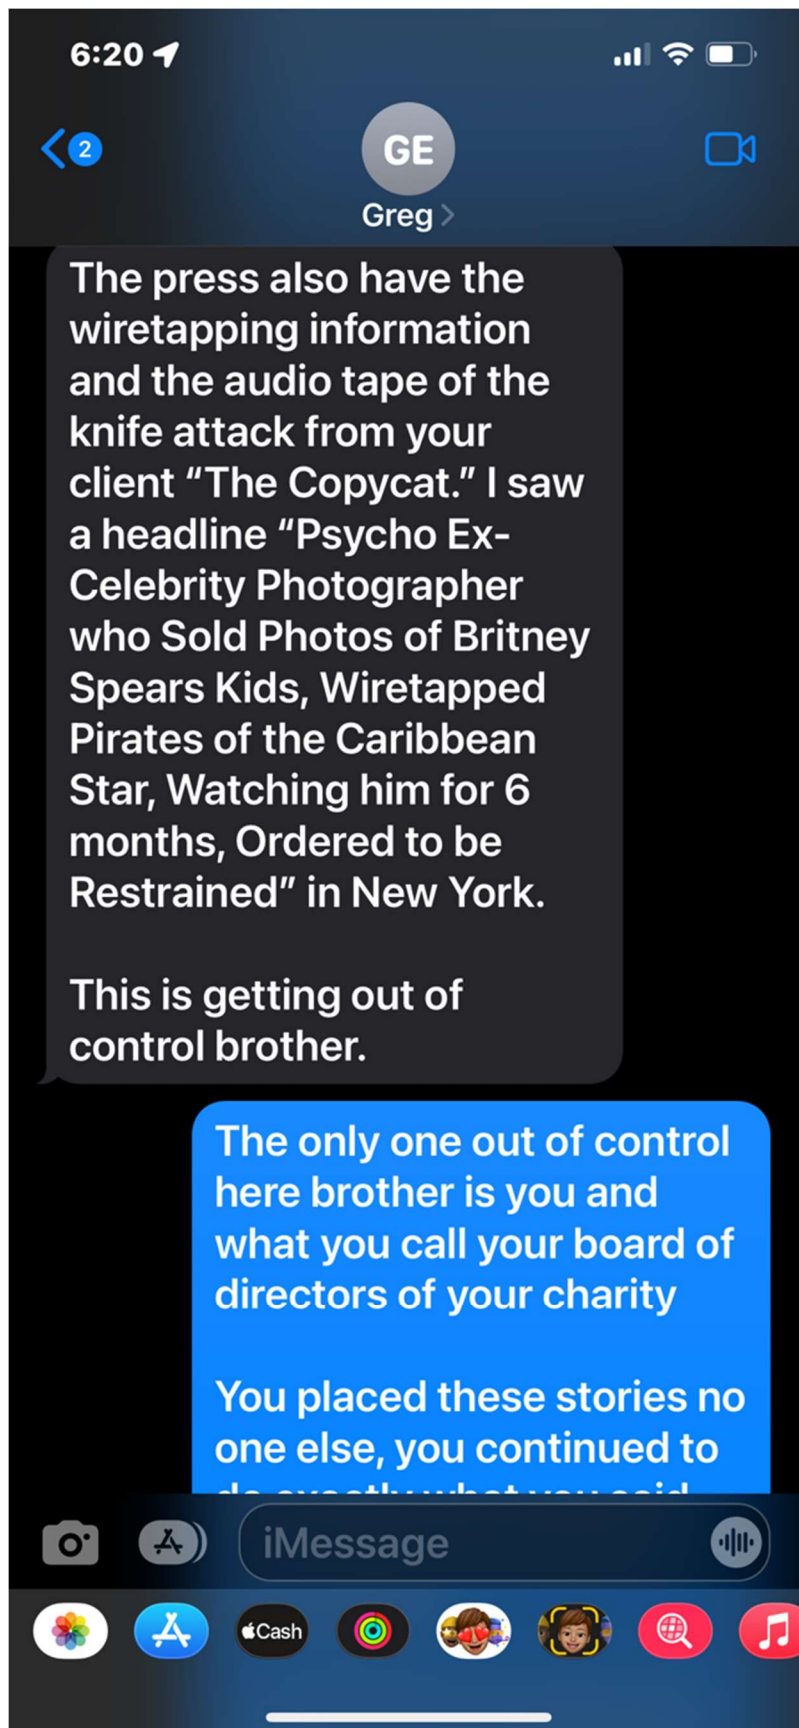 6:20
2
GE
Greg
The press also have the
wiretapping information
and the audio tape of the
knife attack from your
client “The Copycat.” I saw
a headline “Psycho Ex-
Celebrity Photographer
who Sold Photos of Britney
Spears Kids, Wiretapped
Pirates of the Caribbean
Star, Watching him for 6
months, Ordered to be
Restrained” in New York.
This is getting out of
control brother.
The only one out of control
here brother is you and
what you call your board of
directors of your charity
You placed these stories no
one else, you continued to
do exactly what you said
iMessage
Cash